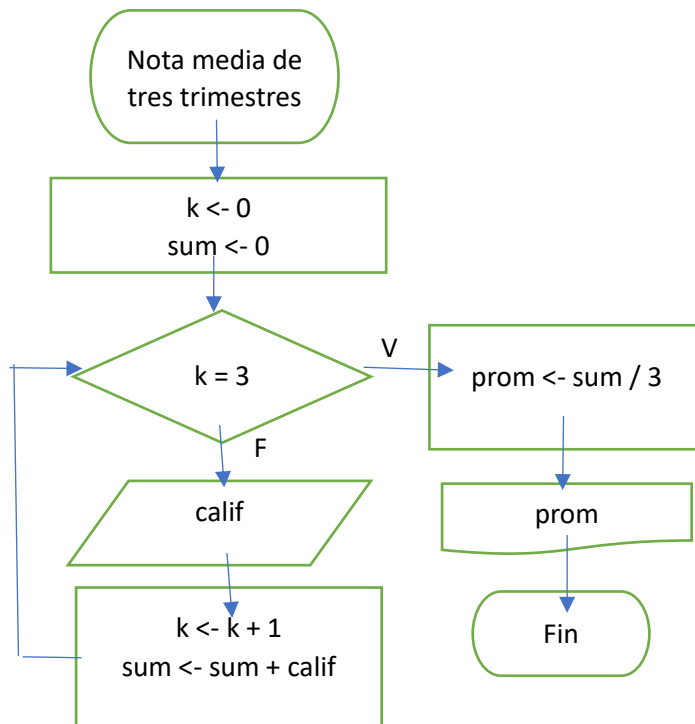 Nota media de
tres trimestres
k <- 0
sum <- 0
k = 3
V
prom <- sum / 3
F
calif
prom
k <- k + 1
sum <- sum + calif
Fin